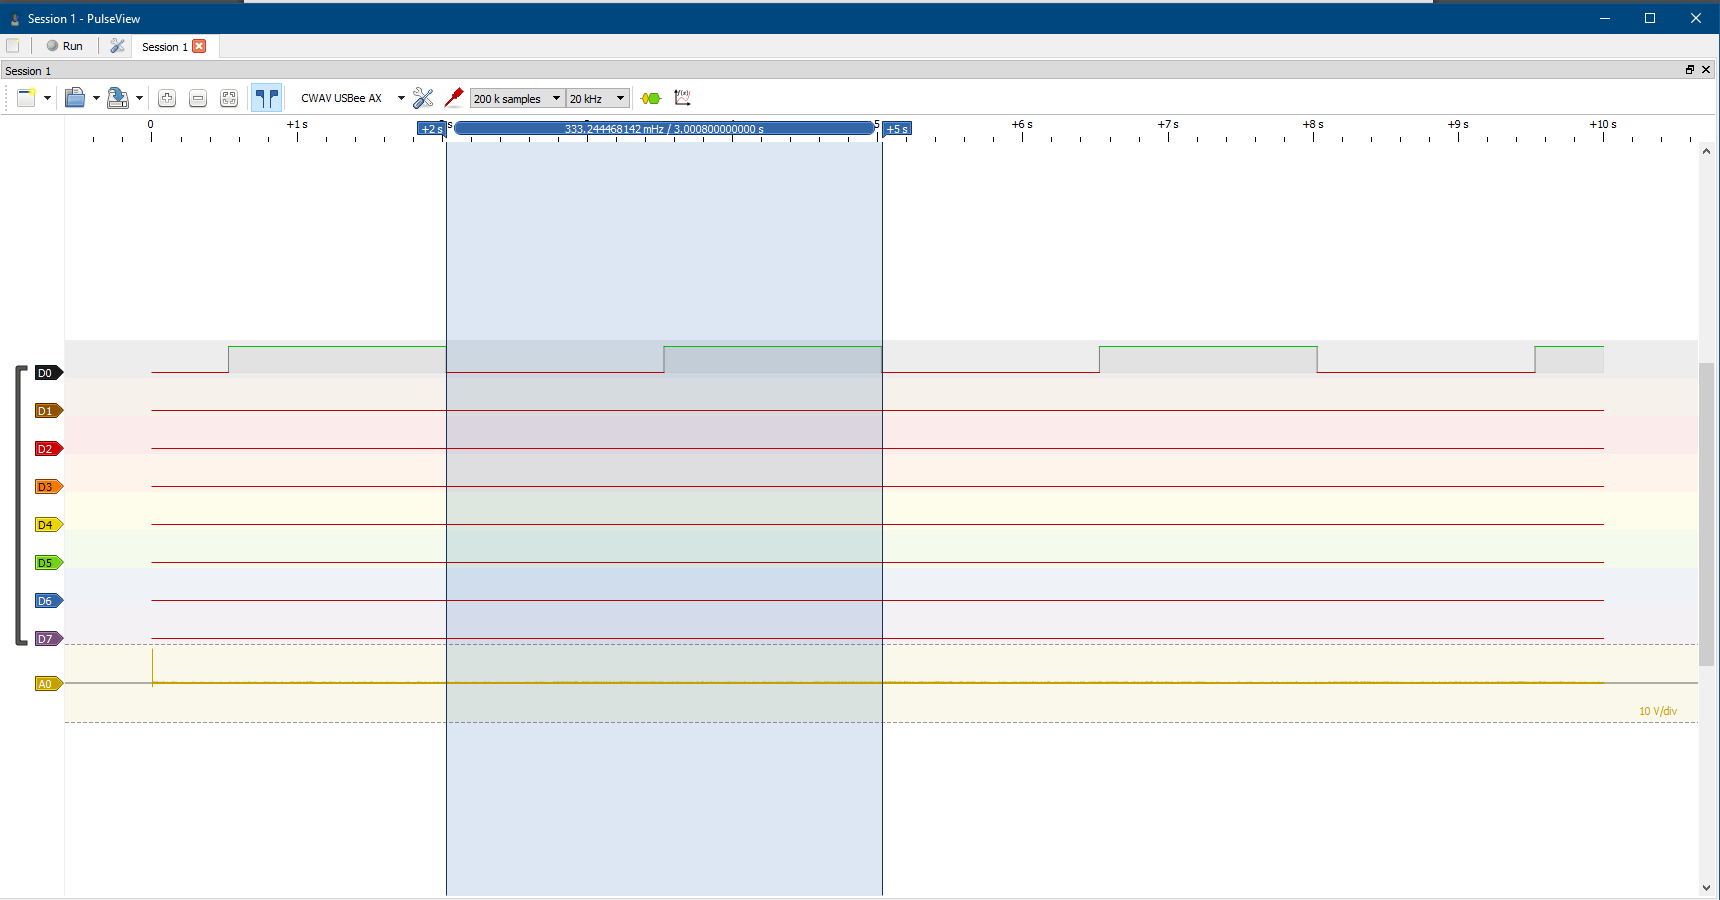 Session 1 - PulseView
Run
Session 1
Session 1
CWAV USBee AX
200 k samples
20 kHz
0 +1 s +2 s s 333.244468142 mHz / 3.000800000000 s 5 +5 s +6 s +7 s +8 s +9 s +10 s
D0
D1
D2
D3
D4
D5
D6
D7
A0
10 V/div